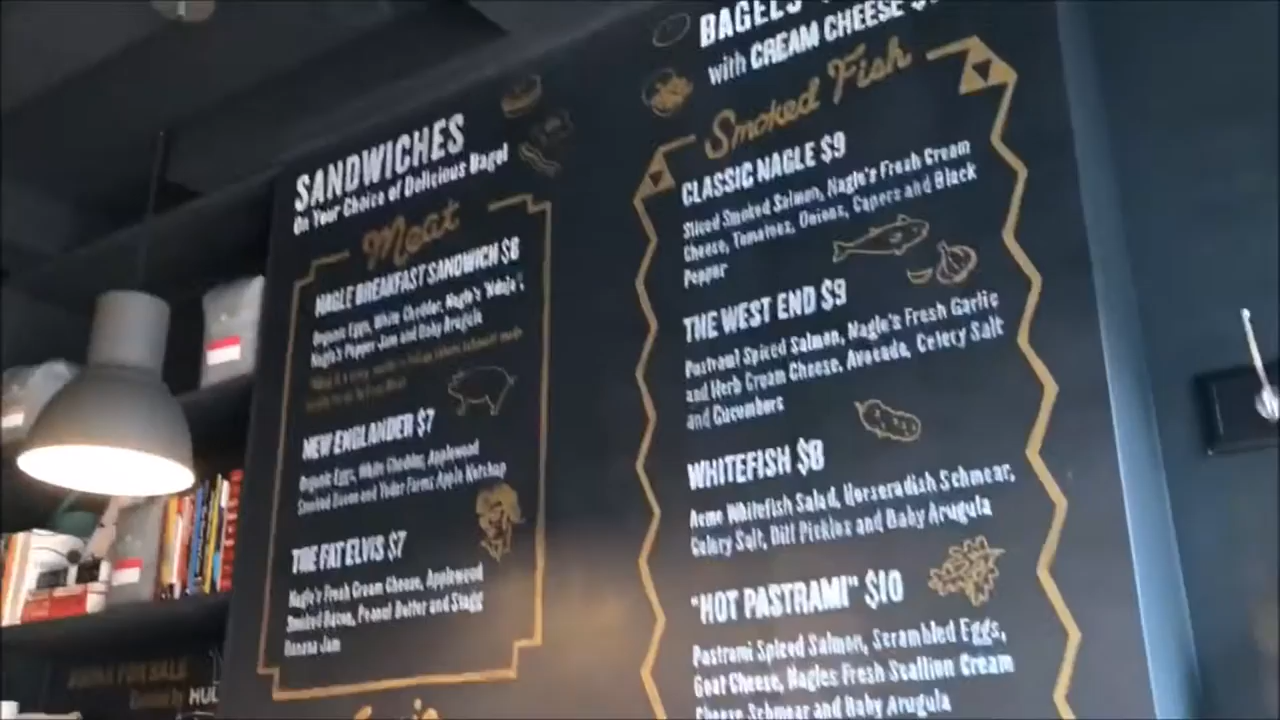 SANDWICHES
On Your Choice of Delicious Bagel
Meat
NAGLE BREAKFAST SANDWICH $8
Organic Eggs, White Cheddar, Nagle's 'Nduja',
Nagle's Pepper Jam and Baby Arugula
NEW ENGLANDER $7
Organic Eggs, White Cheddar, Applewood
Smoked Bacon and Yoder Farms Apple Ketchup
THE FAT ELVIS $7
Nagle's Fresh Cream Cheese, Applewood
Smoked Bacon, Peanut Butter and Stagg
Banana Jam
BAGELS
with CREAM CHEESE
Smoked Fish
CLASSIC NAGLE $9
Sliced Smoked Salmon, Nagle's Fresh Cream
Cheese, Tomatoes, Onions, Capers and Black
Pepper
THE WEST END $9
Pastrami Spiced Salmon, Nagle's Fresh Garlic
and Herb Cream Cheese, Avocado, Celery Salt
and Cucumbers
WHITEFISH $8
Acme Whitefish Salad, Horseradish Schmear,
Celery Salt, Dill Pickles and Baby Arugula
"HOT PASTRAMI" $10
Pastrami Spiced Salmon, Scrambled Eggs,
Goat Cheese, Nagles Fresh Scallion Cream
Cheese Schmear and Baby Arugula